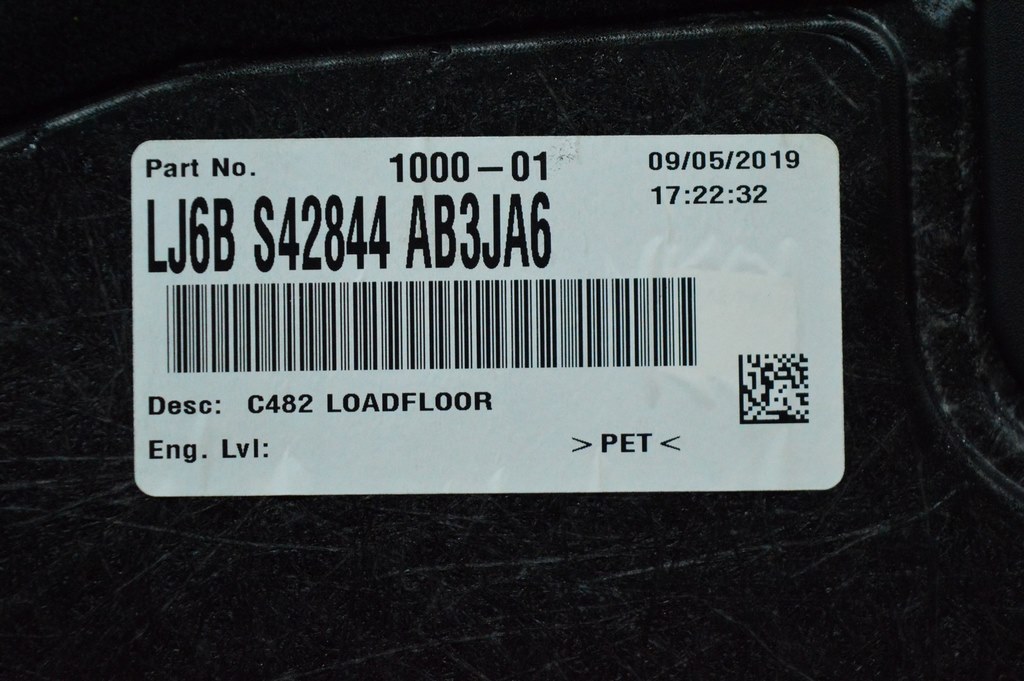 Part No. 1000-01 09/05/2019
17:22:32
LJ6B S42844 AB3JA6
Desc: C482 LOADFLOOR
Eng. Lvl: >PET<